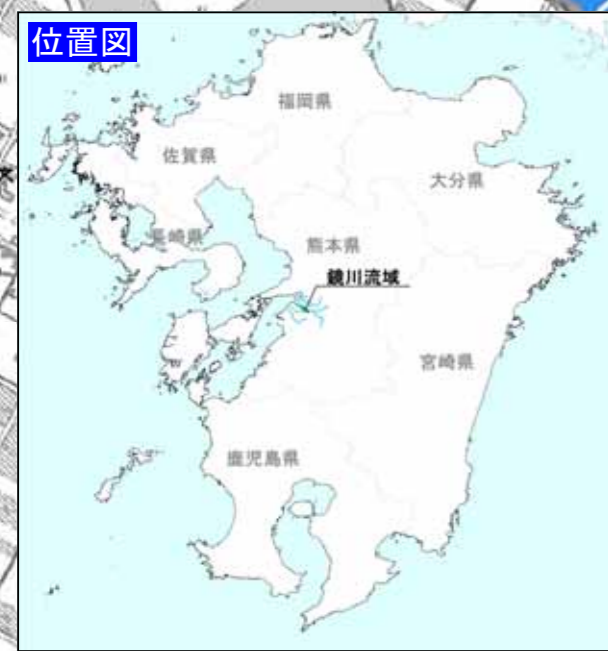 位置図
福岡県
佐賀県
大分県
長崎県
熊本県
鏡川流域
宮崎県
鹿児島県